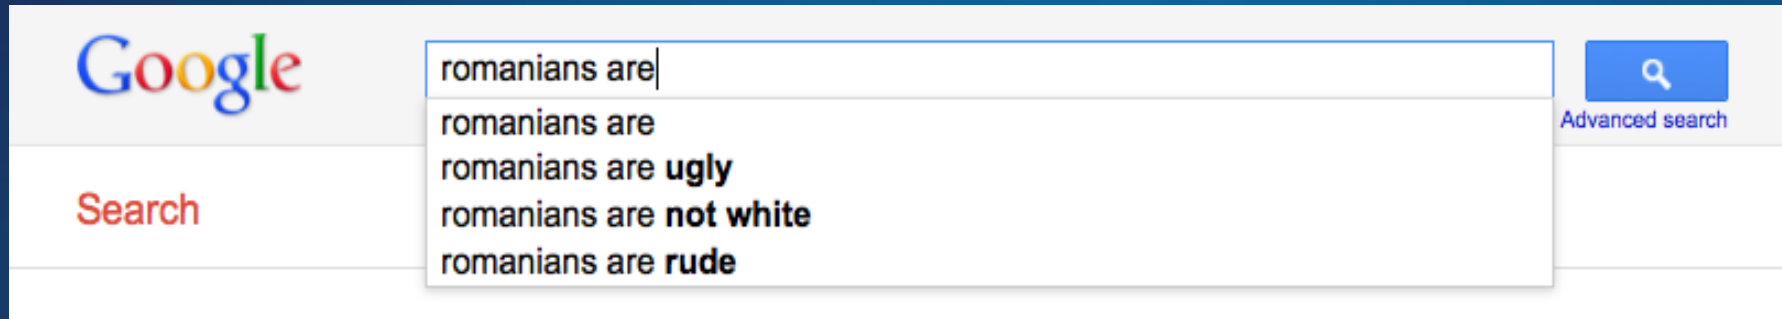 Google
romanians are
Advanced search
romanians are
romanians are ugly
romanians are not white
romanians are rude
Search